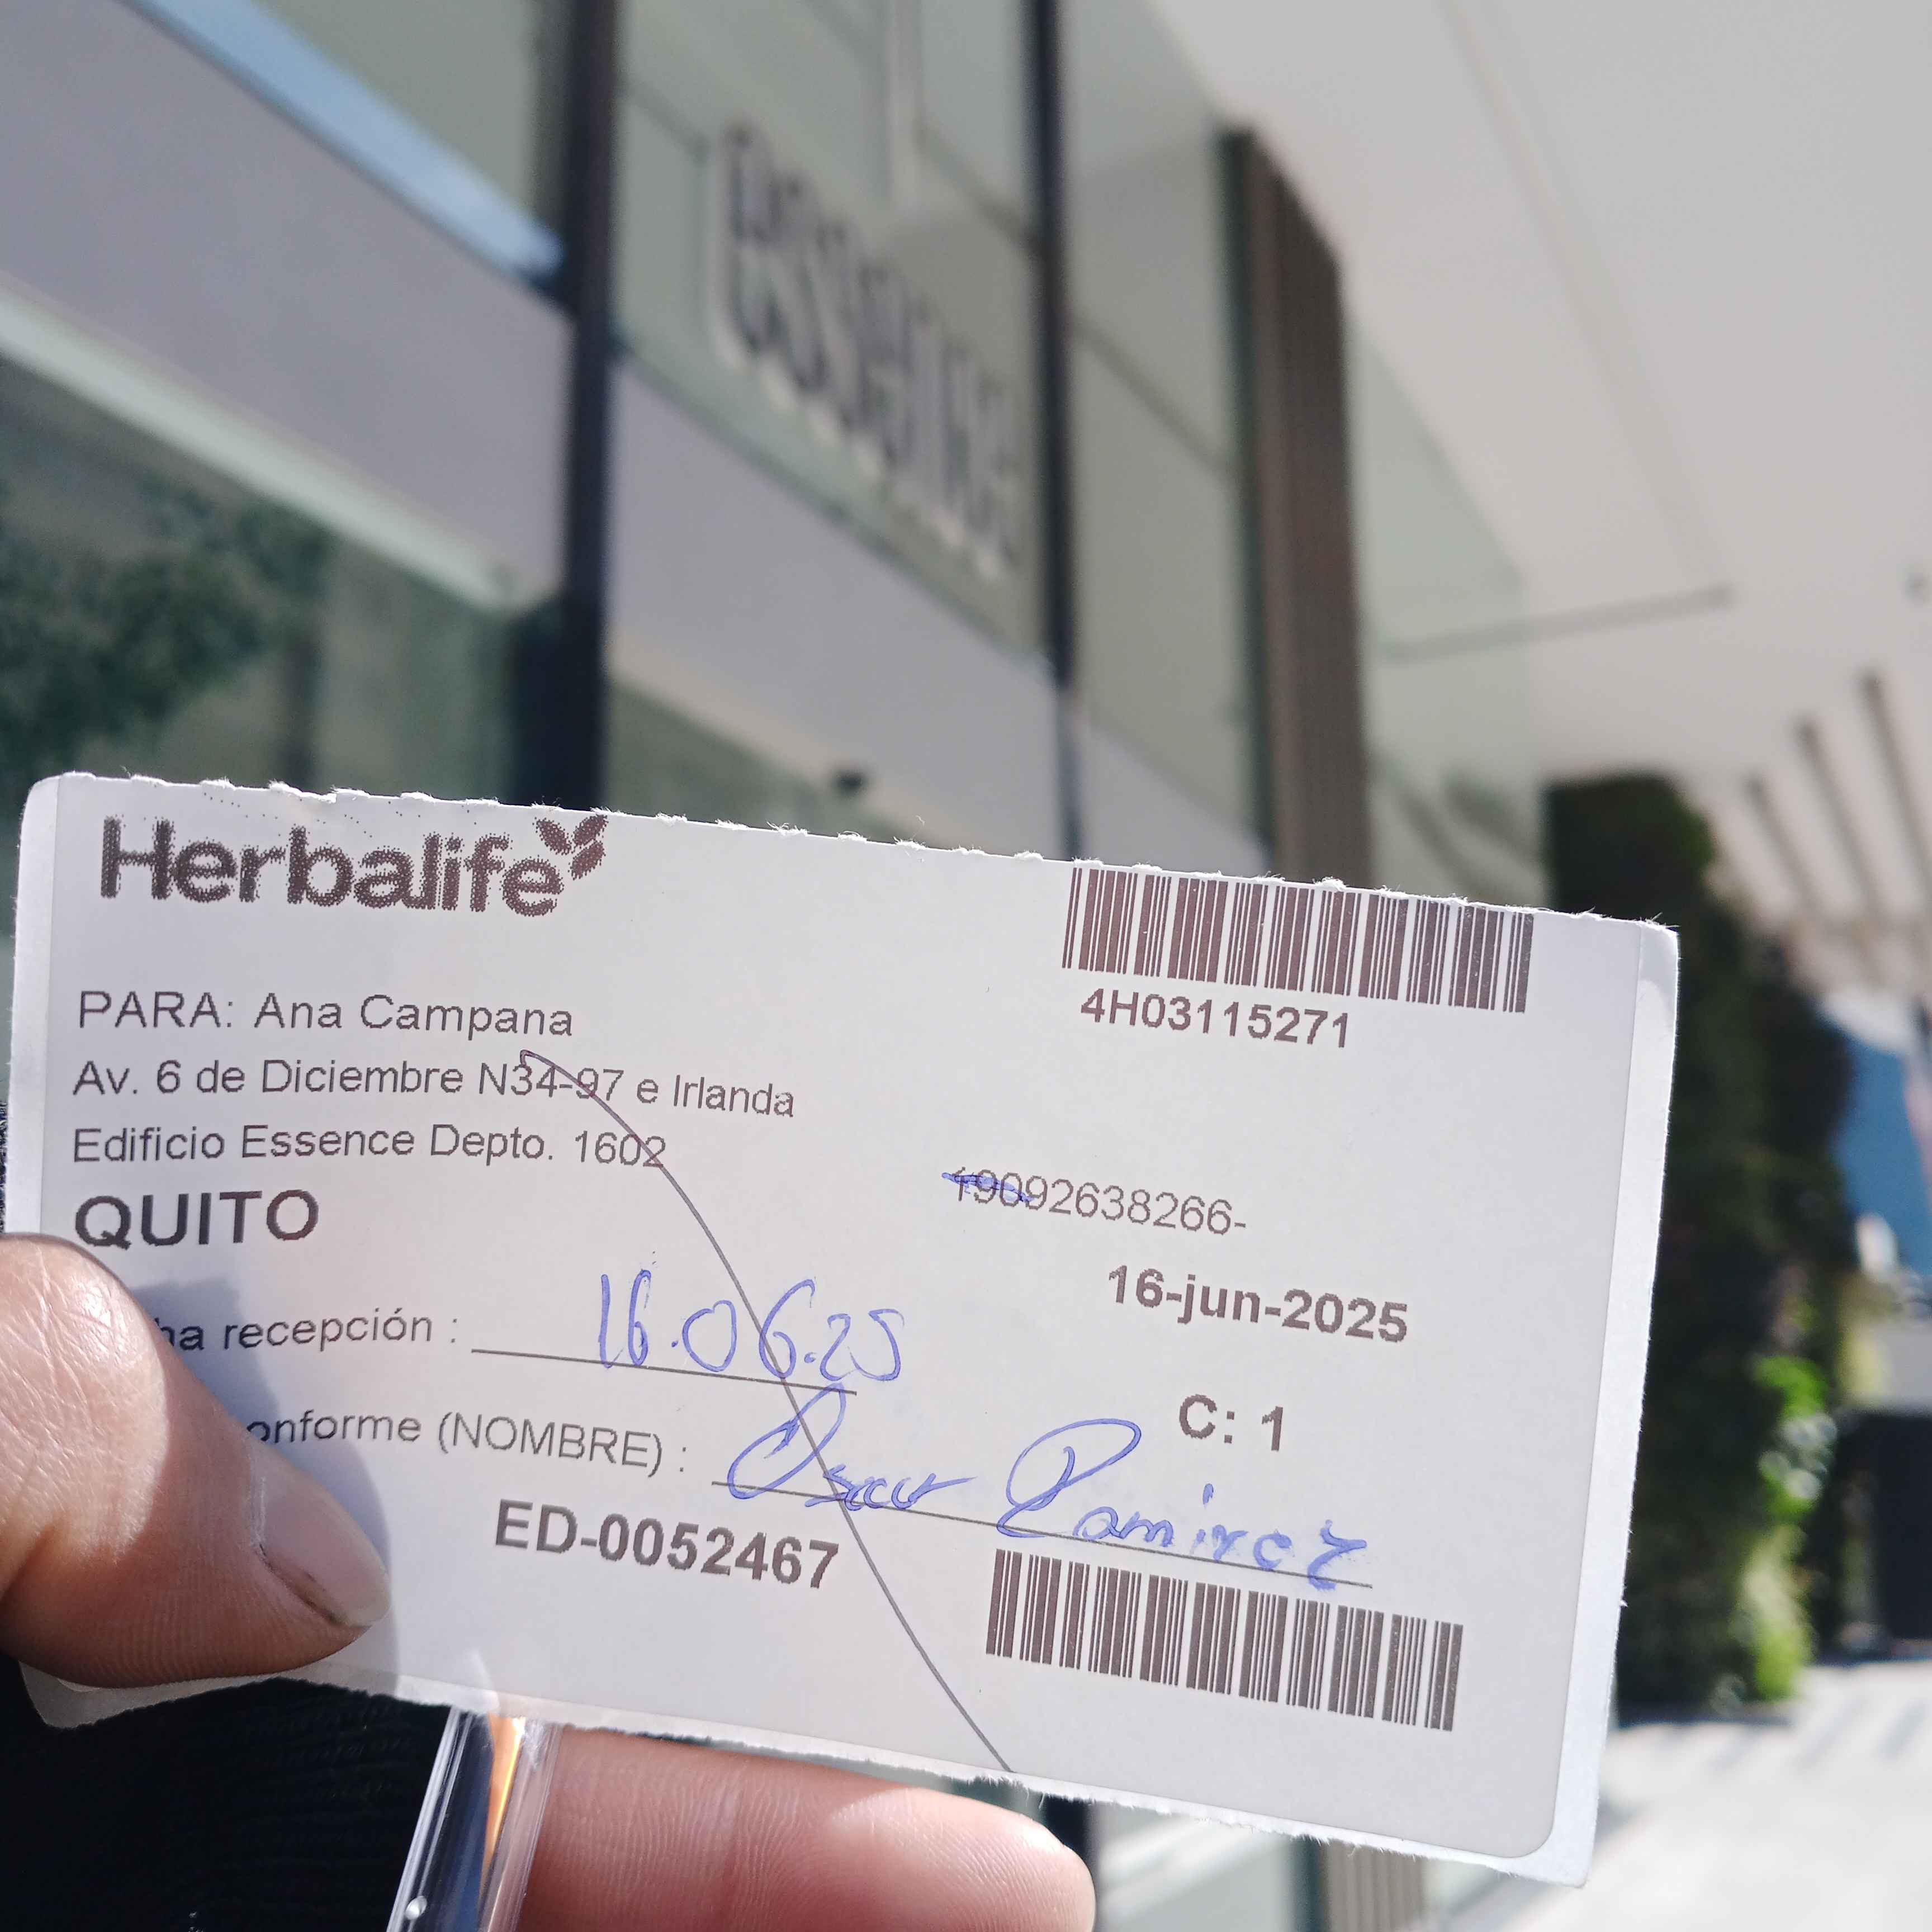 essence
Herbalife
4H03115271
PARA: Ana Campana
Av. 6 de Diciembre N34-97 e Irlanda
Edificio Essence Depto. 1602
QUITO
19092638266-
16-jun-2025
ha recepción : 16.06.25
C: 1
onforme (NOMBRE) : Oscar Ramirez
ED-0052467